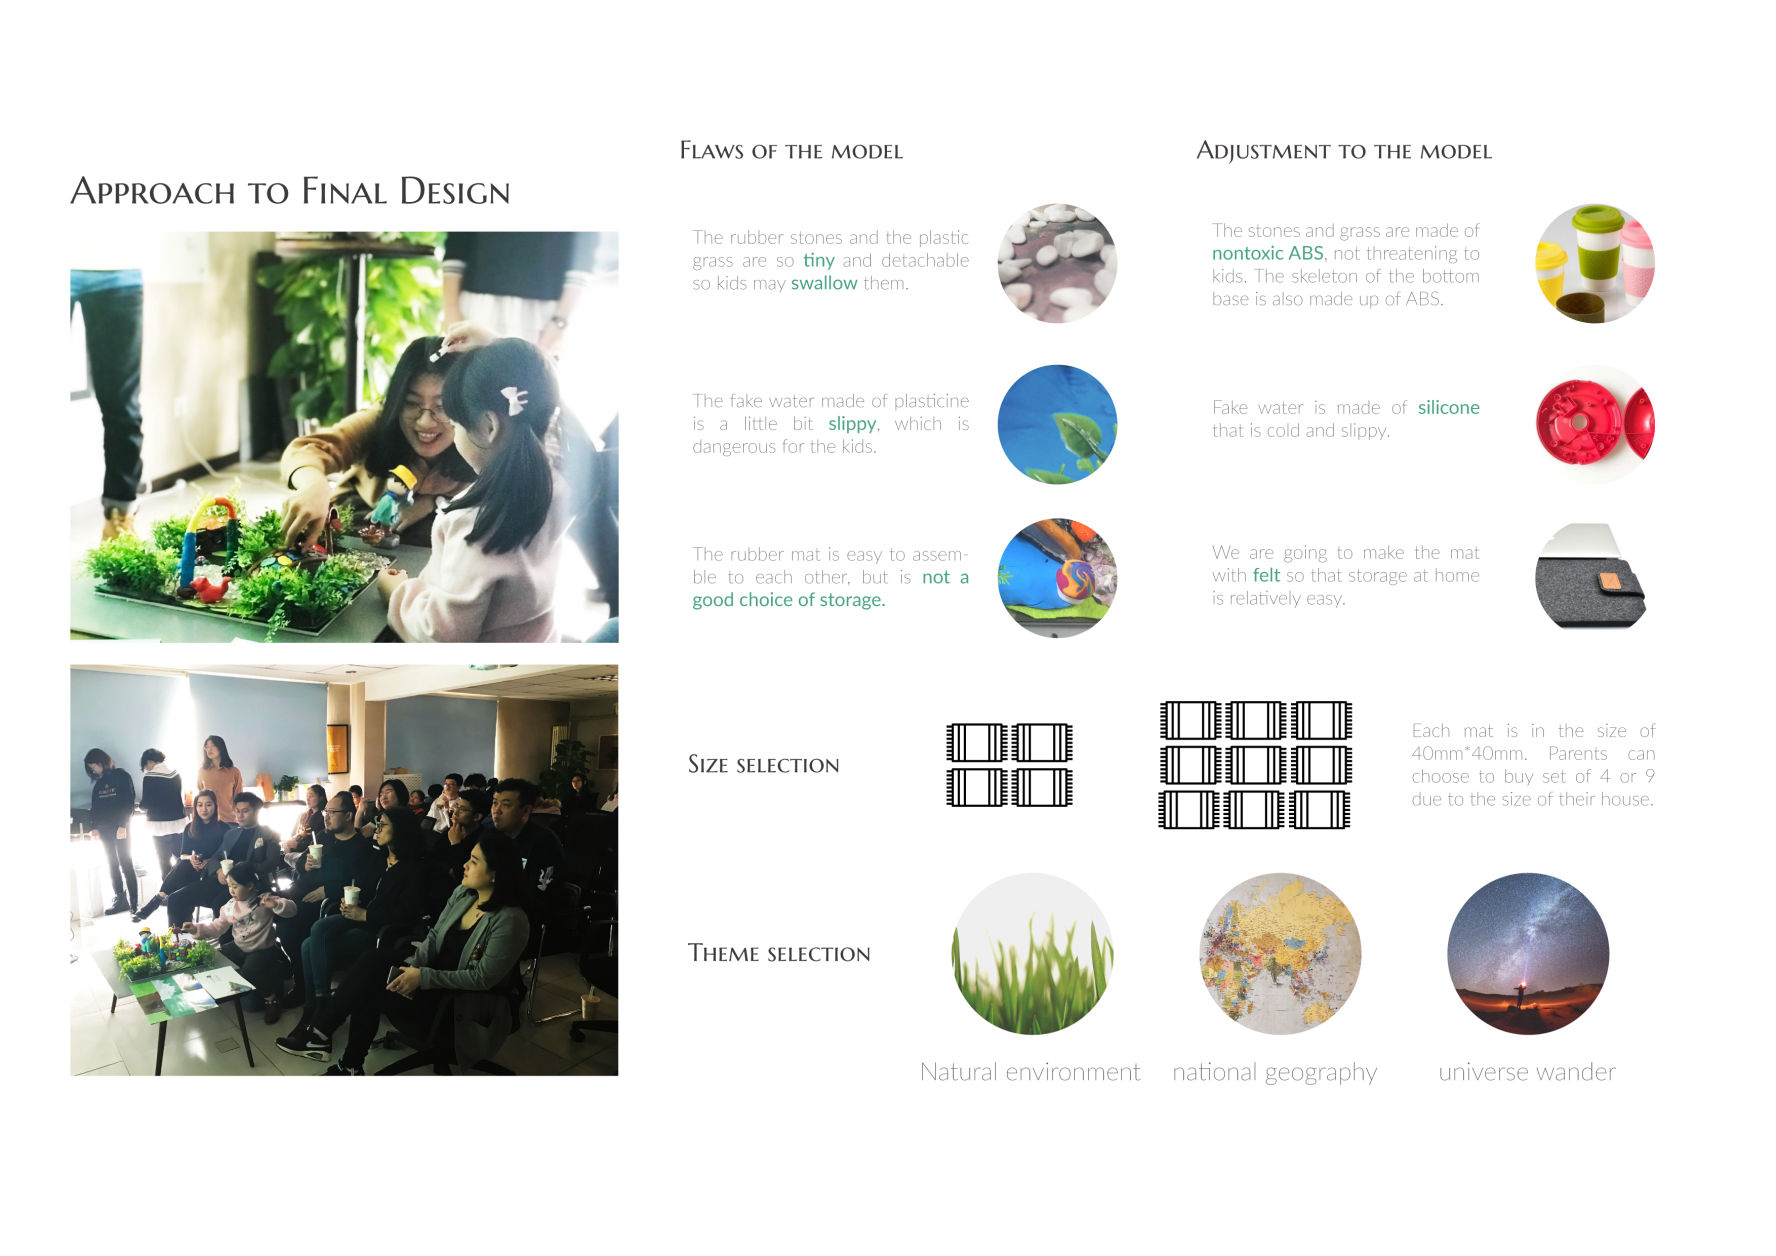 Approach to Final Design
Flaws of the model
The rubber stones and the plastic
grass are so tiny and detachable
so kids may swallow them.
The fake water made of plasticine
is a little bit slippy, which is
dangerous for the kids.
The rubber mat is easy to assem-
ble to each other, but is not a
good choice of storage.
Adjustment to the model
The stones and grass are made of
nontoxic ABS, not threatening to
kids. The skeleton of the bottom
base is also made up of ABS.
Fake water is made of silicone
that is cold and slippy.
We are going to make the mat
with felt so that storage at home
is relatively easy.
Size selection
Each mat is in the size of
40mm*40mm. Parents can
choose to buy set of 4 or 9
due to the size of their house.
Theme selection
Natural environment
national geography
universe wander